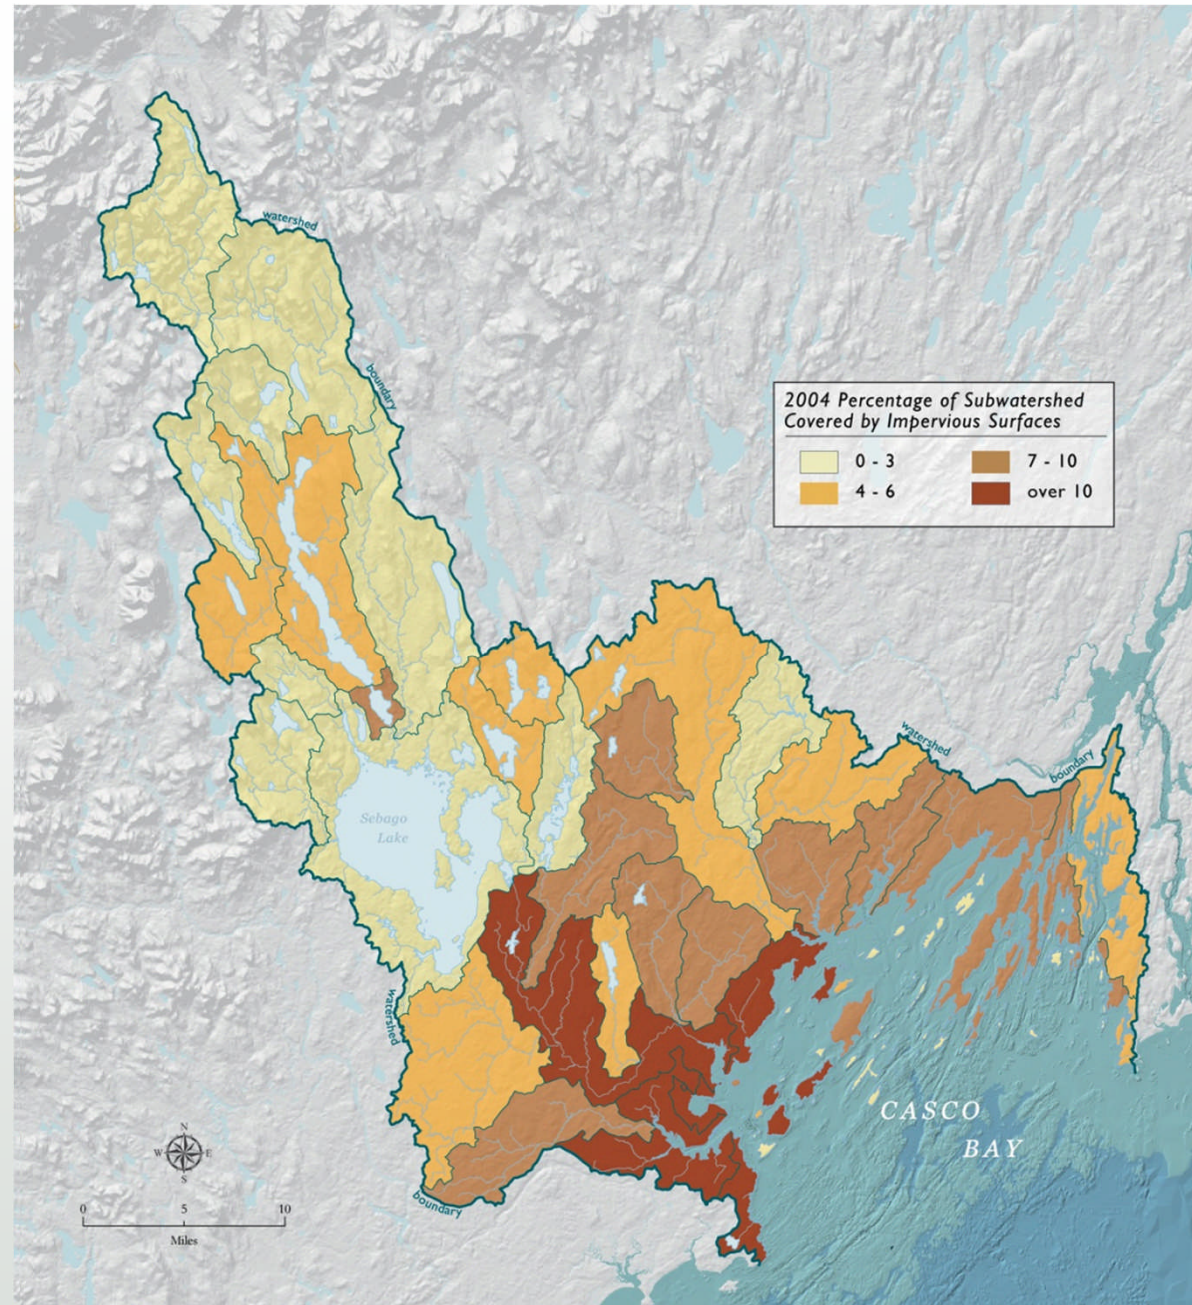 watershed
boundary
2004 Percentage of Subwatershed
Covered by Impervious Surfaces
0 - 3
7 - 10
4 - 6
over 10
watershed
boundary
Sebago
Lake
watershed
CASCO
BAY
N
W
E
S
0
5
10
Miles
boundary